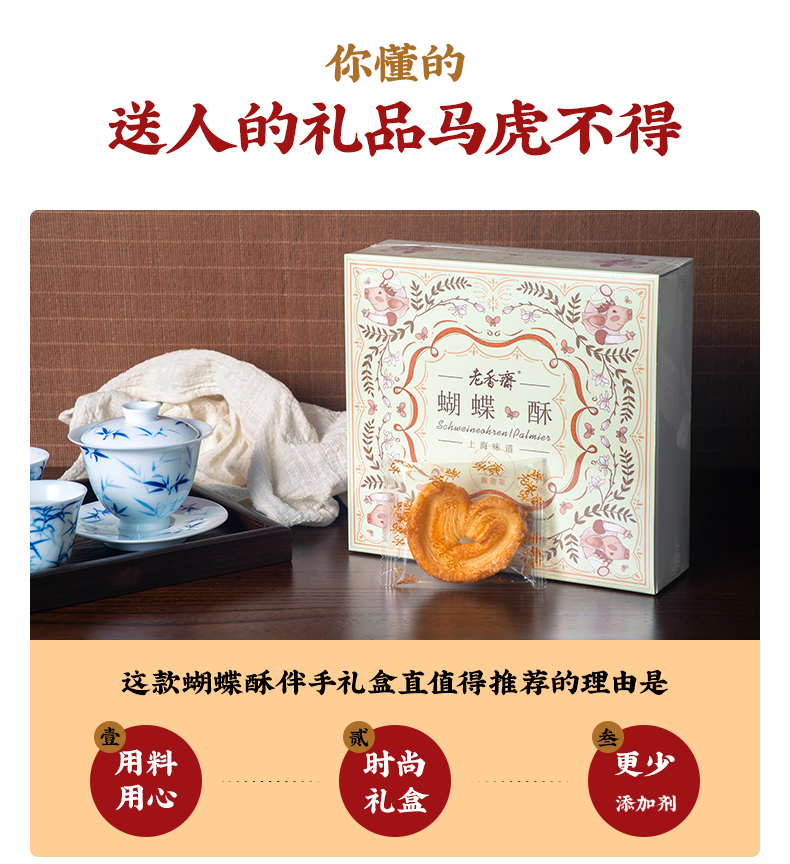 你懂的
送人的礼品马虎不得
老香斋®
蝴蝶酥
Schweineohren/Palmier
上海味道
这款蝴蝶酥伴手礼盒直值得推荐的理由是
壹
用料
用心
贰
时尚
礼盒
叁
更少
添加剂